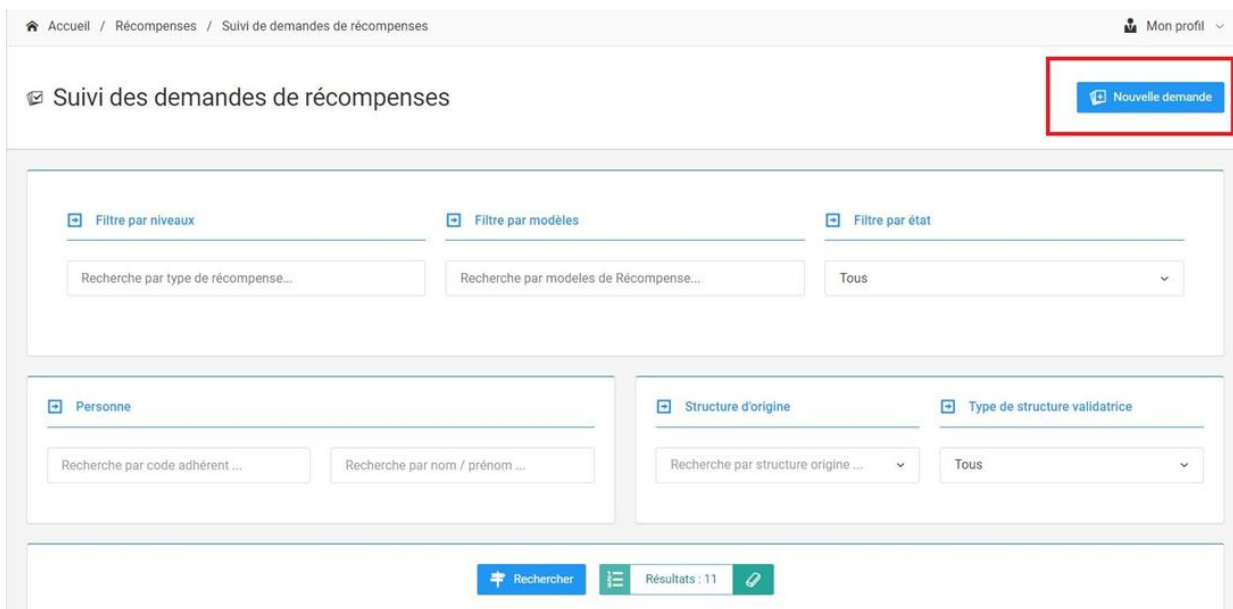 Accueil / Récompenses / Suivi de demandes de récompenses
Mon profil
Suivi des demandes de récompenses
Nouvelle demande
Filtre par niveaux
Filtre par modèles
Filtre par état
Recherche par type de récompense...
Recherche par modeles de Récompense...
Tous
Personne
Structure d'origine
Type de structure validatrice
Recherche par code adhérent ...
Recherche par nom / prénom ...
Recherche par structure origine ...
Tous
Rechercher
Résultats : 11